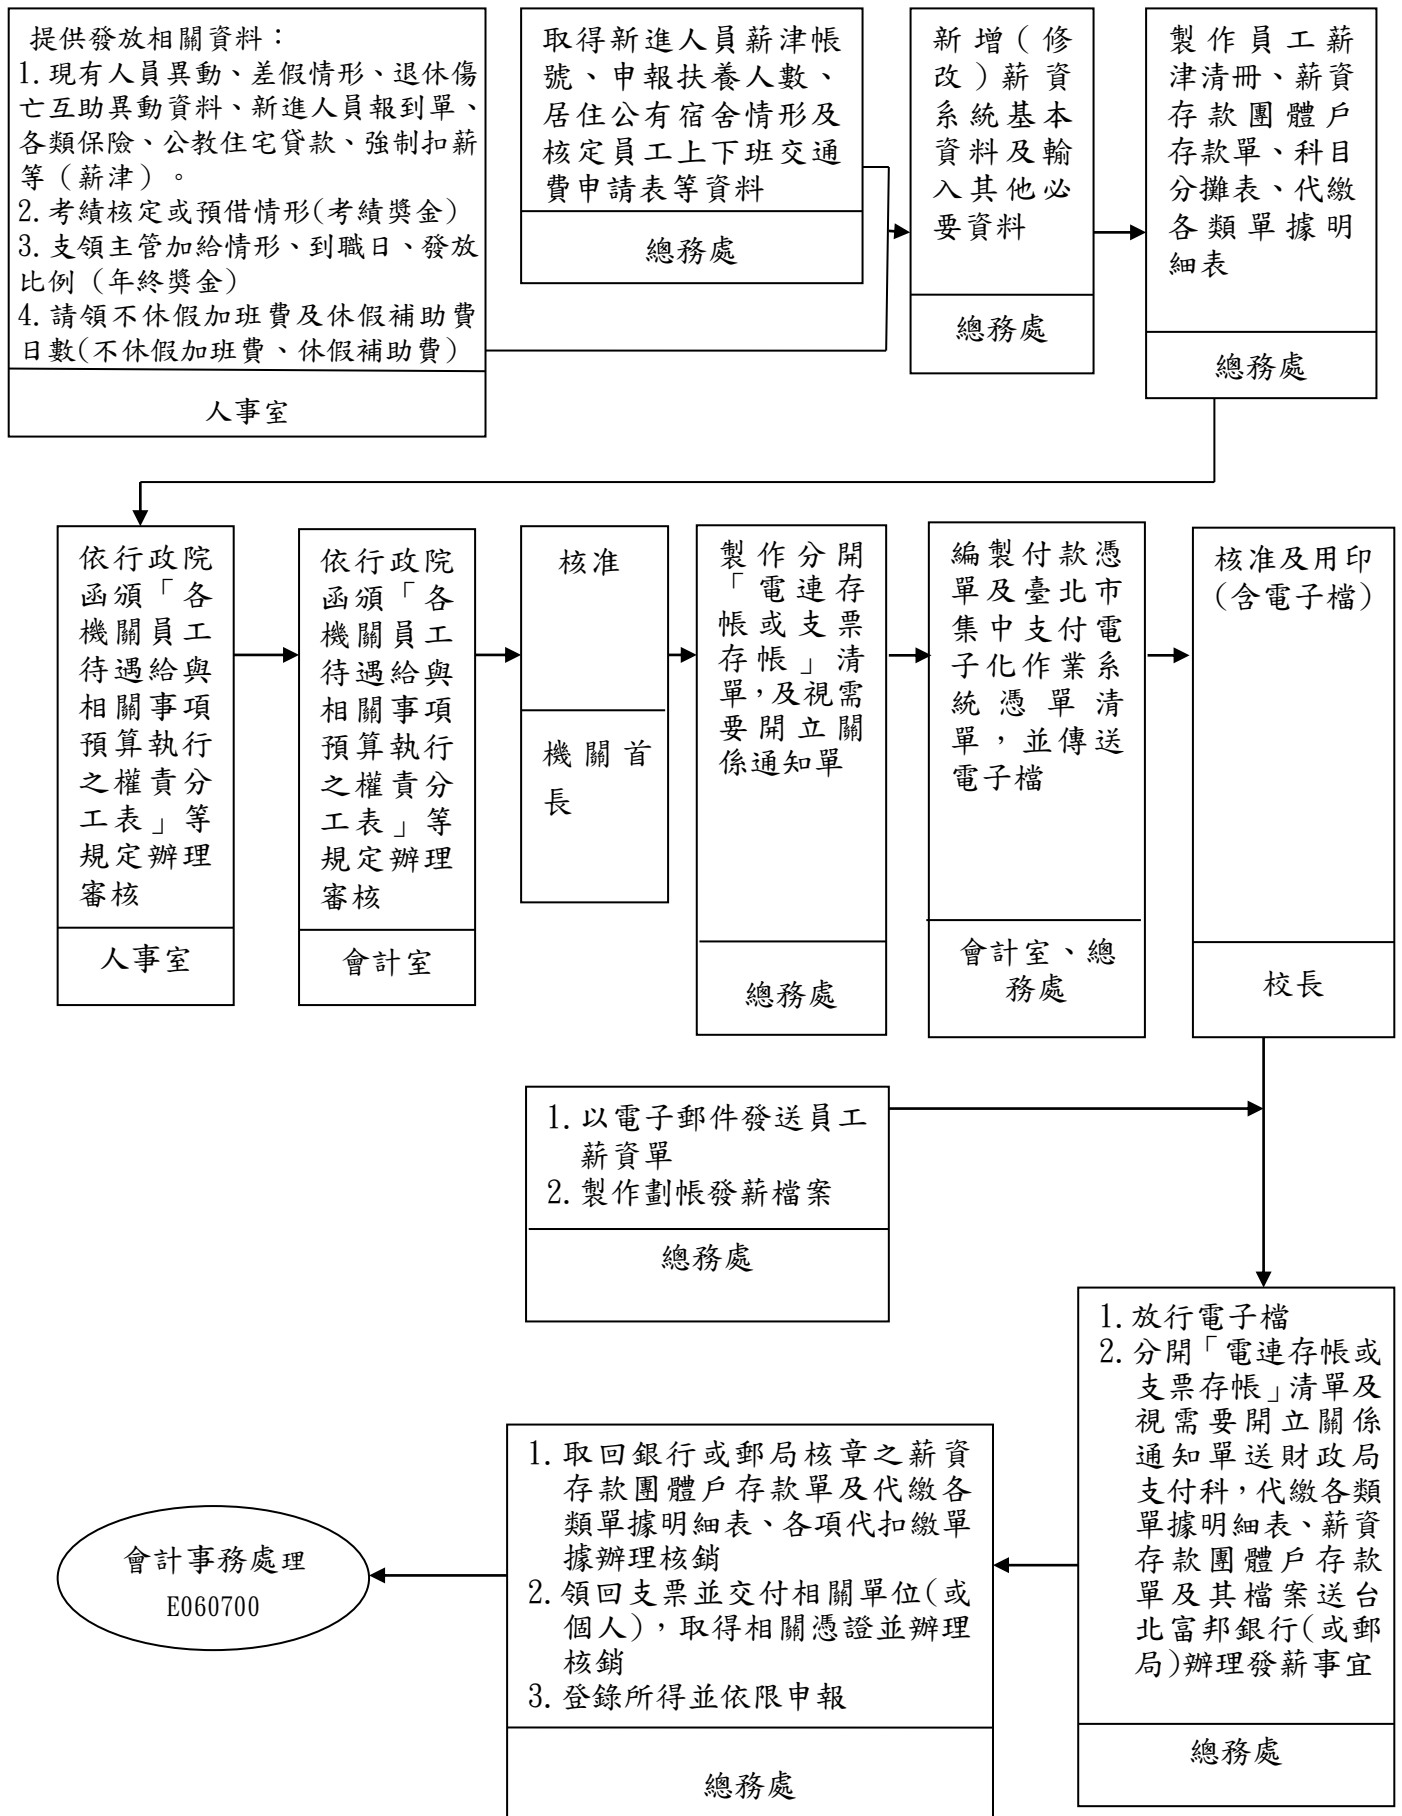 提供發放相關資料：
1.現有人員異動、差假情形、退休傷
亡互助異動資料、新進人員報到單、
各類保險、公教住宅貸款、強制扣薪
等（薪津）。
2.考績核定或預借情形(考績獎金)
3.支領主管加給情形、到職日、發放
比例（年終獎金）
4.請領不休假加班費及休假補助費
日數(不休假加班費、休假補助費)
人事室
取得新進人員薪津帳
號、申報扶養人數、
居住公有宿舍情形及
核定員工上下班交通
費申請表等資料
總務處
新增（修
改）薪資
系統基本
資料及輸
入其他必
要資料
總務處
製作員工薪
津清冊、薪資
存款團體戶
存款單、科目
分攤表、代繳
各類單據明
細表
總務處
依行政院
函頒「各
機關員工
待遇給與
相關事項
預算執行
之權責分
工表」等
規定辦理
審核
人事室
依行政院
函頒「各
機關員工
待遇給與
相關事項
預算執行
之權責分
工表」等
規定辦理
審核
會計室
核准
機關首
長
製作分開
「電連存
帳或支票
存帳」清
單，及視需
要開立關
係通知單
總務處
編製付款憑
單及臺北市
集中支付電
子化作業系
統憑單清
單，並傳送
電子檔
會計室、總
務處
核准及用印
(含電子檔)
校長
1.以電子郵件發送員工
薪資單
2.製作劃帳發薪檔案
總務處
1.放行電子檔
2.分開「電連存帳或
支票存帳」清單及
視需要開立關係
通知單送財政局
支付科，代繳各類
單據明細表、薪資
存款團體戶存款
單及其檔案送台
北富邦銀行(或郵
局)辦理發薪事宜
總務處
1.取回銀行或郵局核章之薪資
存款團體戶存款單及代繳各
類單據明細表、各項代扣繳單
據辦理核銷
2.領回支票並交付相關單位(或
個人)，取得相關憑證並辦理
核銷
3.登錄所得並依限申報
總務處
會計事務處理
E060700